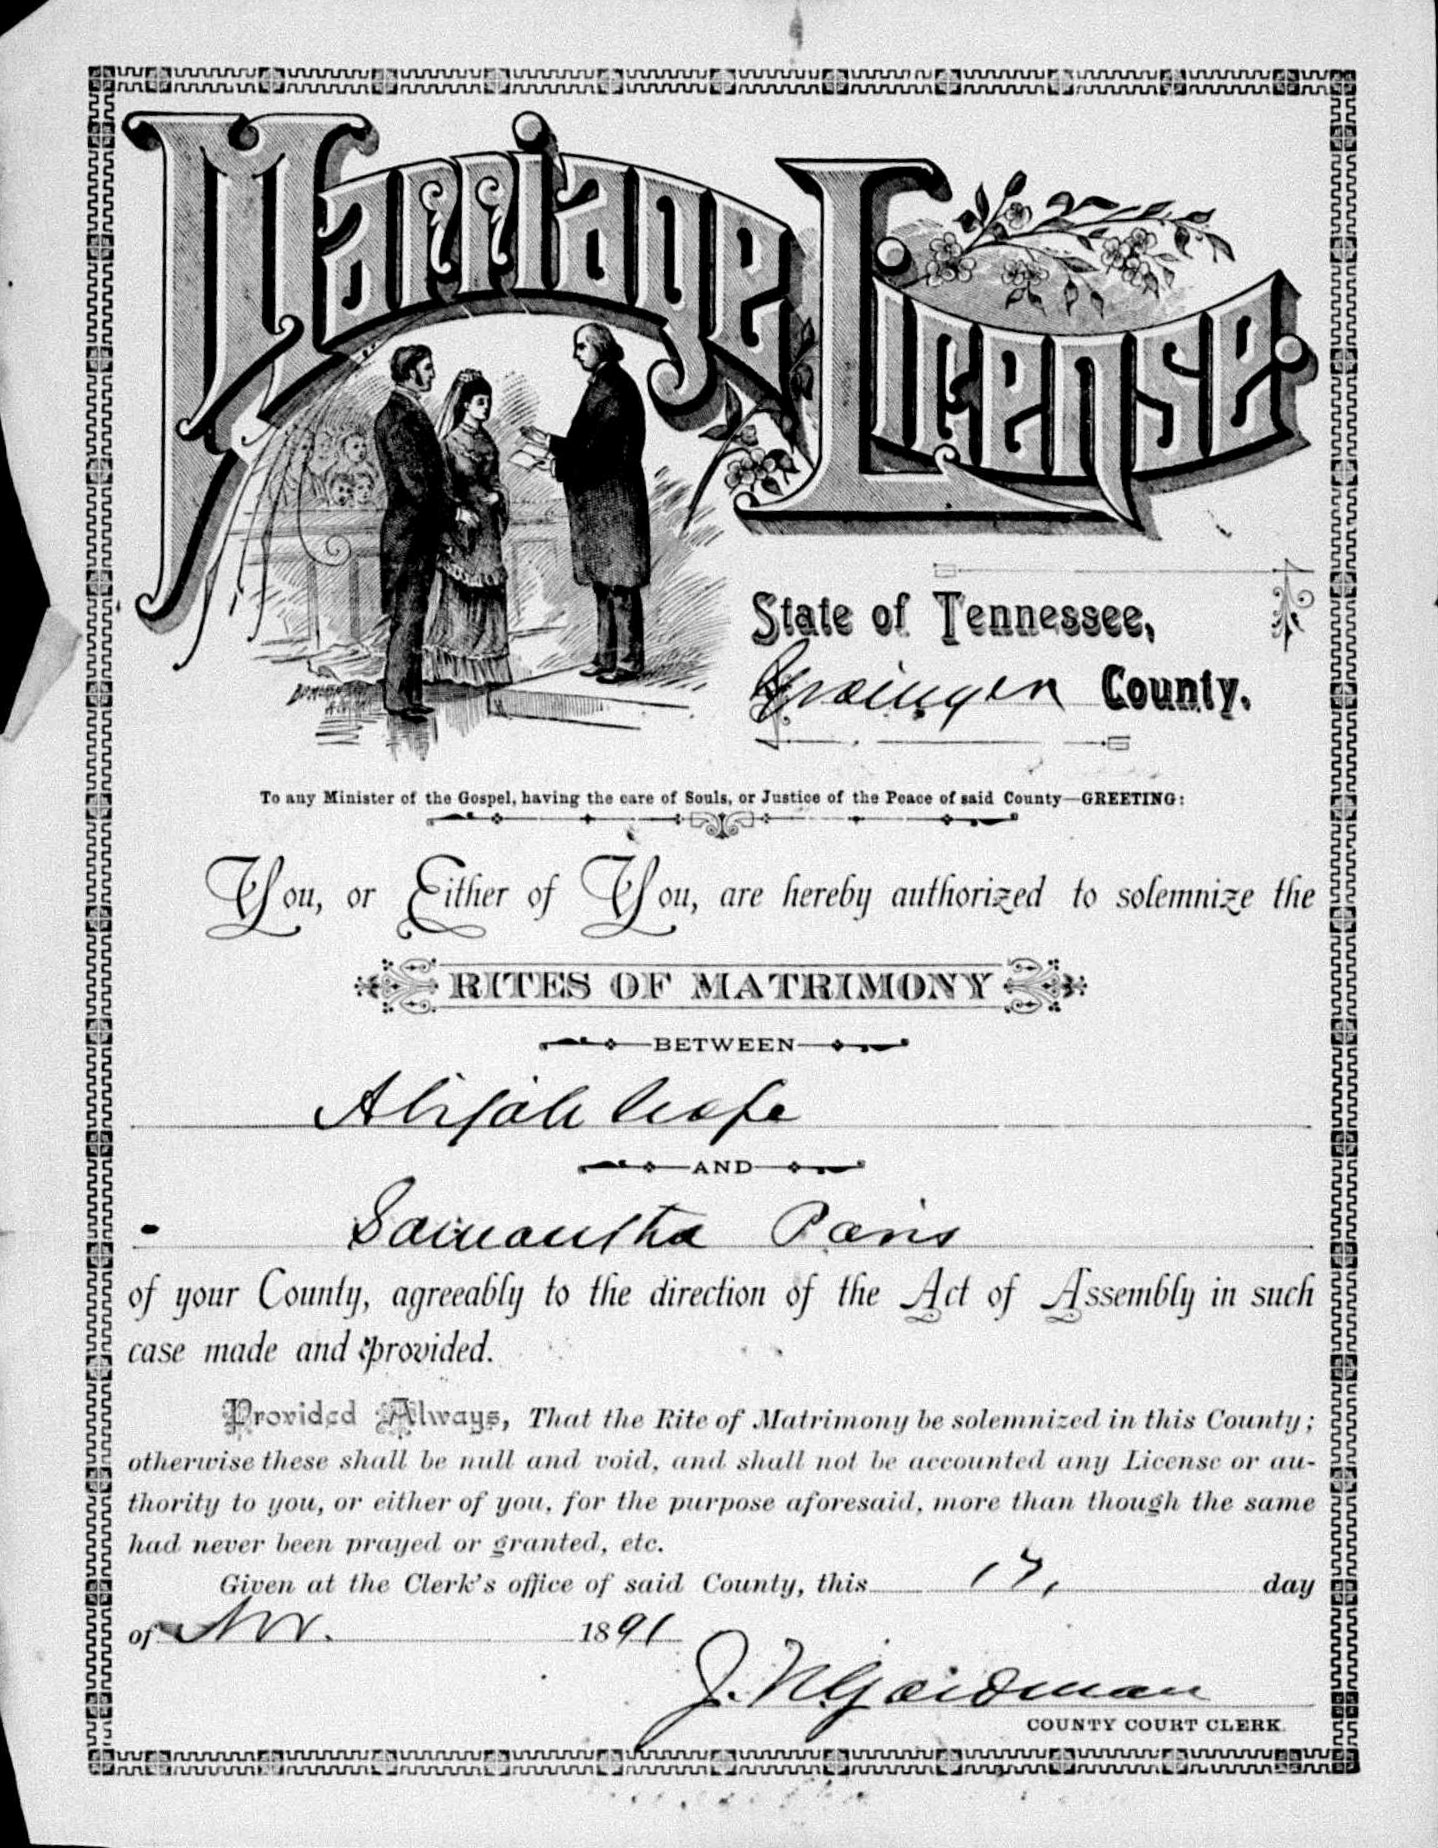 Marriage License.
State of Tennessee,
Grainger County.
To any Minister of the Gospel, having the care of Souls, or Justice of the Peace of said County—GREETING:
You, or Either of You, are hereby authorized to solemnize the
RITES OF MATRIMONY
BETWEEN
Abijah
AND
Samantha Paris
of your County, agreeably to the direction of the Act of Assembly in such
case made and provided.
Provided Always, That the Rite of Matrimony be solemnized in this County;
otherwise these shall be null and void, and shall not be accounted any License or au-
thority to you, or either of you, for the purpose aforesaid, more than though the same
had never been prayed or granted, etc.
Given at the Clerk's office of said County, this 17, day
of Nov. 1891
J. N.
COUNTY COURT CLERK.